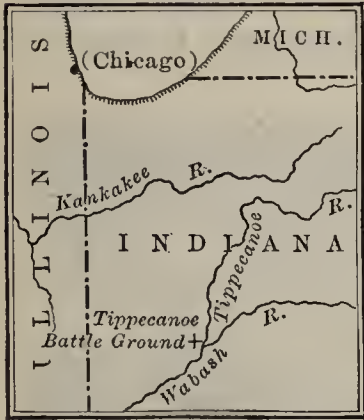 MICH.
(Chicago)
ILLINOIS
Kankakee R.
INDIANA
Tippecanoe R.
Tippecanoe
Battle Ground+
Wabash R.